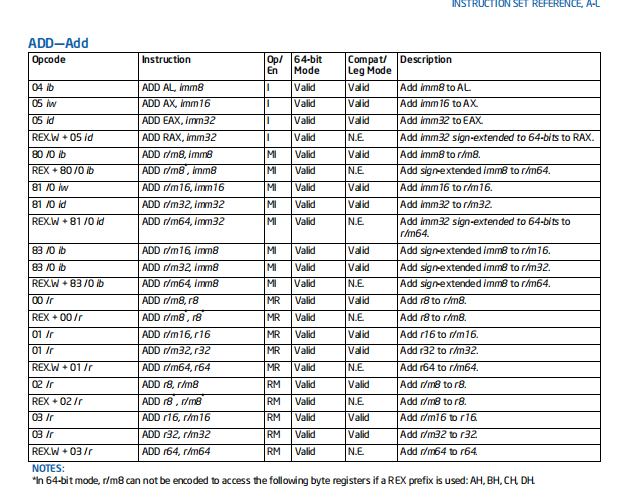 INSTRUCTION SET REFERENCE, A-L
ADD—Add
Opcode Instruction Op/ En 64-bit Mode Compat/ Leg Mode Description
04 ib ADD AL, imm8 I Valid Valid Add imm8 to AL.
05 iw ADD AX, imm16 I Valid Valid Add imm16 to AX.
05 id ADD EAX, imm32 I Valid Valid Add imm32 to EAX.
REX.W + 05 id ADD RAX, imm32 I Valid N.E. Add imm32 sign-extended to 64-bits to RAX.
80 /0 ib ADD r/m8, imm8 MI Valid Valid Add imm8 to r/m8.
REX + 80 /0 ib ADD r/m8*, imm8 MI Valid N.E. Add sign-extended imm8 to r/m64.
81 /0 iw ADD r/m16, imm16 MI Valid Valid Add imm16 to r/m16.
81 /0 id ADD r/m32, imm32 MI Valid Valid Add imm32 to r/m32.
REX.W + 81 /0 id ADD r/m64, imm32 MI Valid N.E. Add imm32 sign-extended to 64-bits to
r/m64.
83 /0 ib ADD r/m16, imm8 MI Valid Valid Add sign-extended imm8 to r/m16.
83 /0 ib ADD r/m32, imm8 MI Valid Valid Add sign-extended imm8 to r/m32.
REX.W + 83 /0 ib ADD r/m64, imm8 MI Valid N.E. Add sign-extended imm8 to r/m64.
00 /r ADD r/m8, r8 MR Valid Valid Add r8 to r/m8.
REX + 00 /r ADD r/m8*, r8* MR Valid N.E. Add r8 to r/m8.
01 /r ADD r/m16, r16 MR Valid Valid Add r16 to r/m16.
01 /r ADD r/m32, r32 MR Valid Valid Add r32 to r/m32.
REX.W + 01 /r ADD r/m64, r64 MR Valid N.E. Add r64 to r/m64.
02 /r ADD r8, r/m8 RM Valid Valid Add r/m8 to r8.
REX + 02 /r ADD r8*, r/m8* RM Valid N.E. Add r/m8 to r8.
03 /r ADD r16, r/m16 RM Valid Valid Add r/m16 to r16.
03 /r ADD r32, r/m32 RM Valid Valid Add r/m32 to r32.
REX.W + 03 /r ADD r64, r/m64 RM Valid N.E. Add r/m64 to r64.
NOTES:
*In 64-bit mode, r/m8 can not be encoded to access the following byte registers if a REX prefix is used: AH, BH, CH, DH.